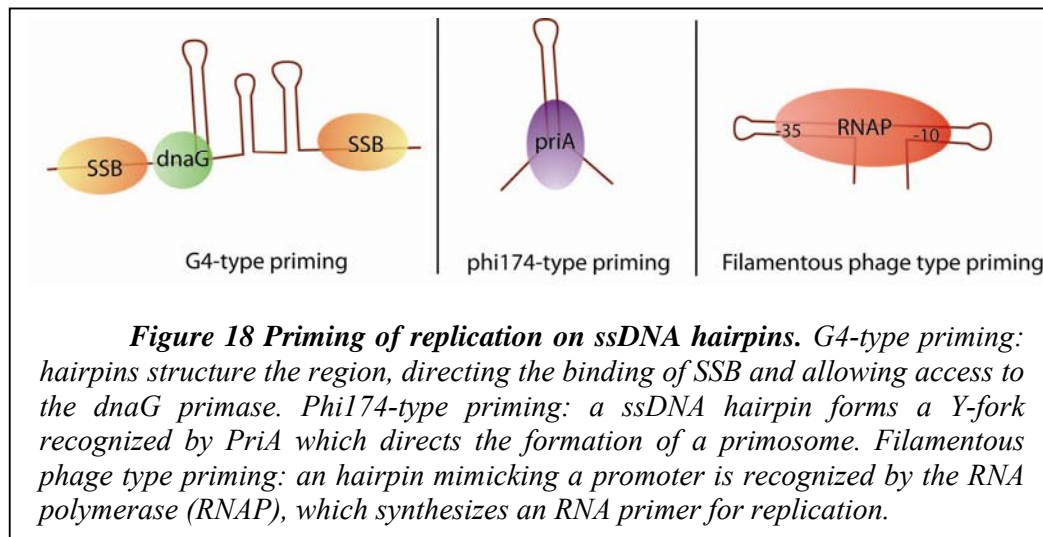 SSB dnaG SSB priA -35 RNAP -10
G4-type priming phi174-type priming Filamentous phage type priming
Figure 18 Priming of replication on ssDNA hairpins. G4-type priming:
hairpins structure the region, directing the binding of SSB and allowing access to
the dnaG primase. Phi174-type priming: a ssDNA hairpin forms a Y-fork
recognized by PriA which directs the formation of a primosome. Filamentous
phage type priming: an hairpin mimicking a promoter is recognized by the RNA
polymerase (RNAP), which synthesizes an RNA primer for replication.